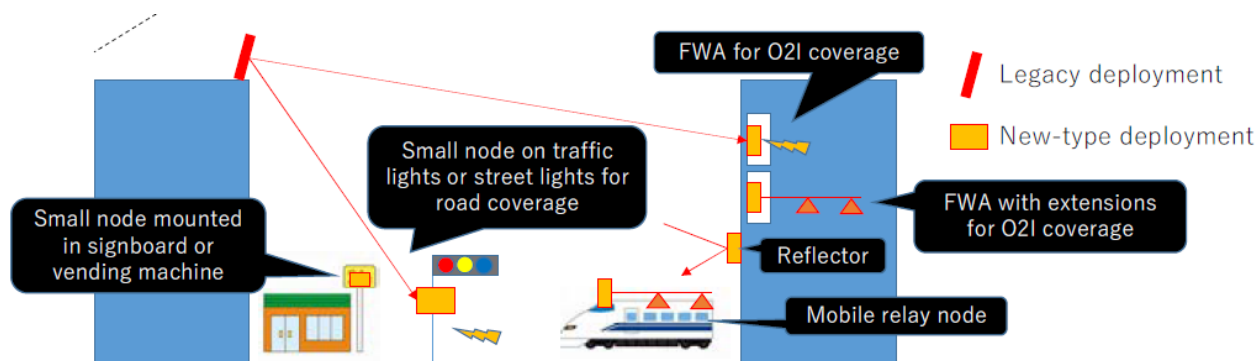 FWA for O2I coverage
Legacy deployment
New-type deployment
Small node on traffic
lights or street lights for
road coverage
Small node mounted
in signboard or
vending machine
FWA with extensions
for O2I coverage
Reflector
Mobile relay node